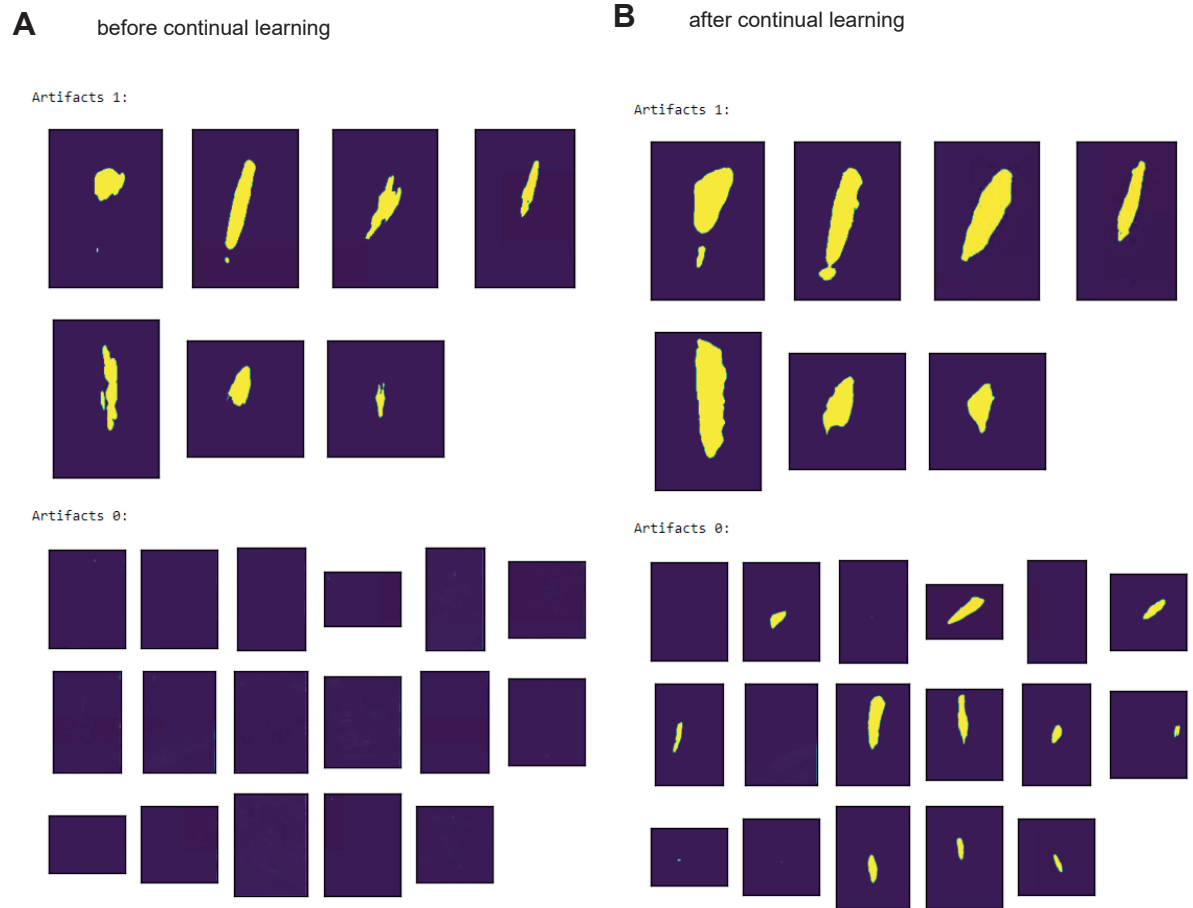 A before continual learning
Artifacts 1:
Artifacts 0:
B after continual learning
Artifacts 1:
Artifacts 0: